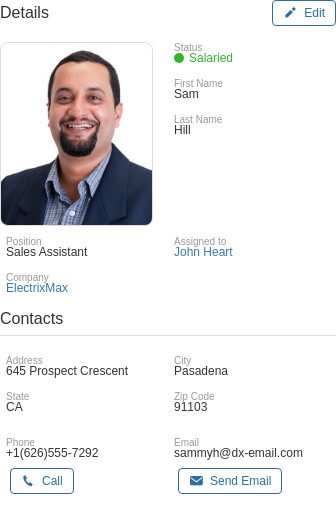 Details
Edit
Status
Salaried
First Name
Sam
Last Name
Hill
Position
Sales Assistant
Assigned to
John Heart
Company
ElectrixMax
Contacts
Address
645 Prospect Crescent
City
Pasadena
State
CA
Zip Code
91103
Phone
+1(626)555-7292
Email
sammyh@dx-email.com
Call
Send Email